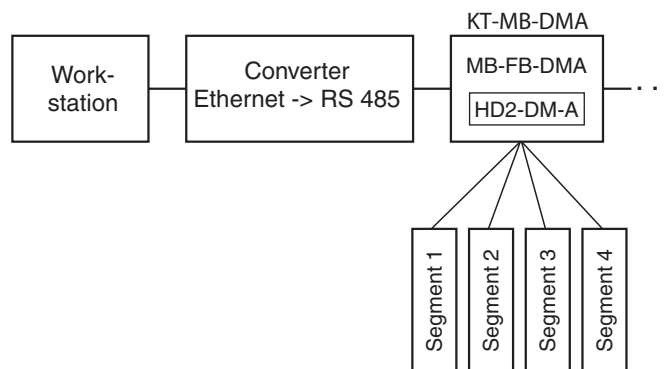 KT-MB-DMA
Work-
station
Converter
Ethernet -> RS 485
MB-FB-DMA
HD2-DM-A
Segment 1
Segment 2
Segment 3
Segment 4